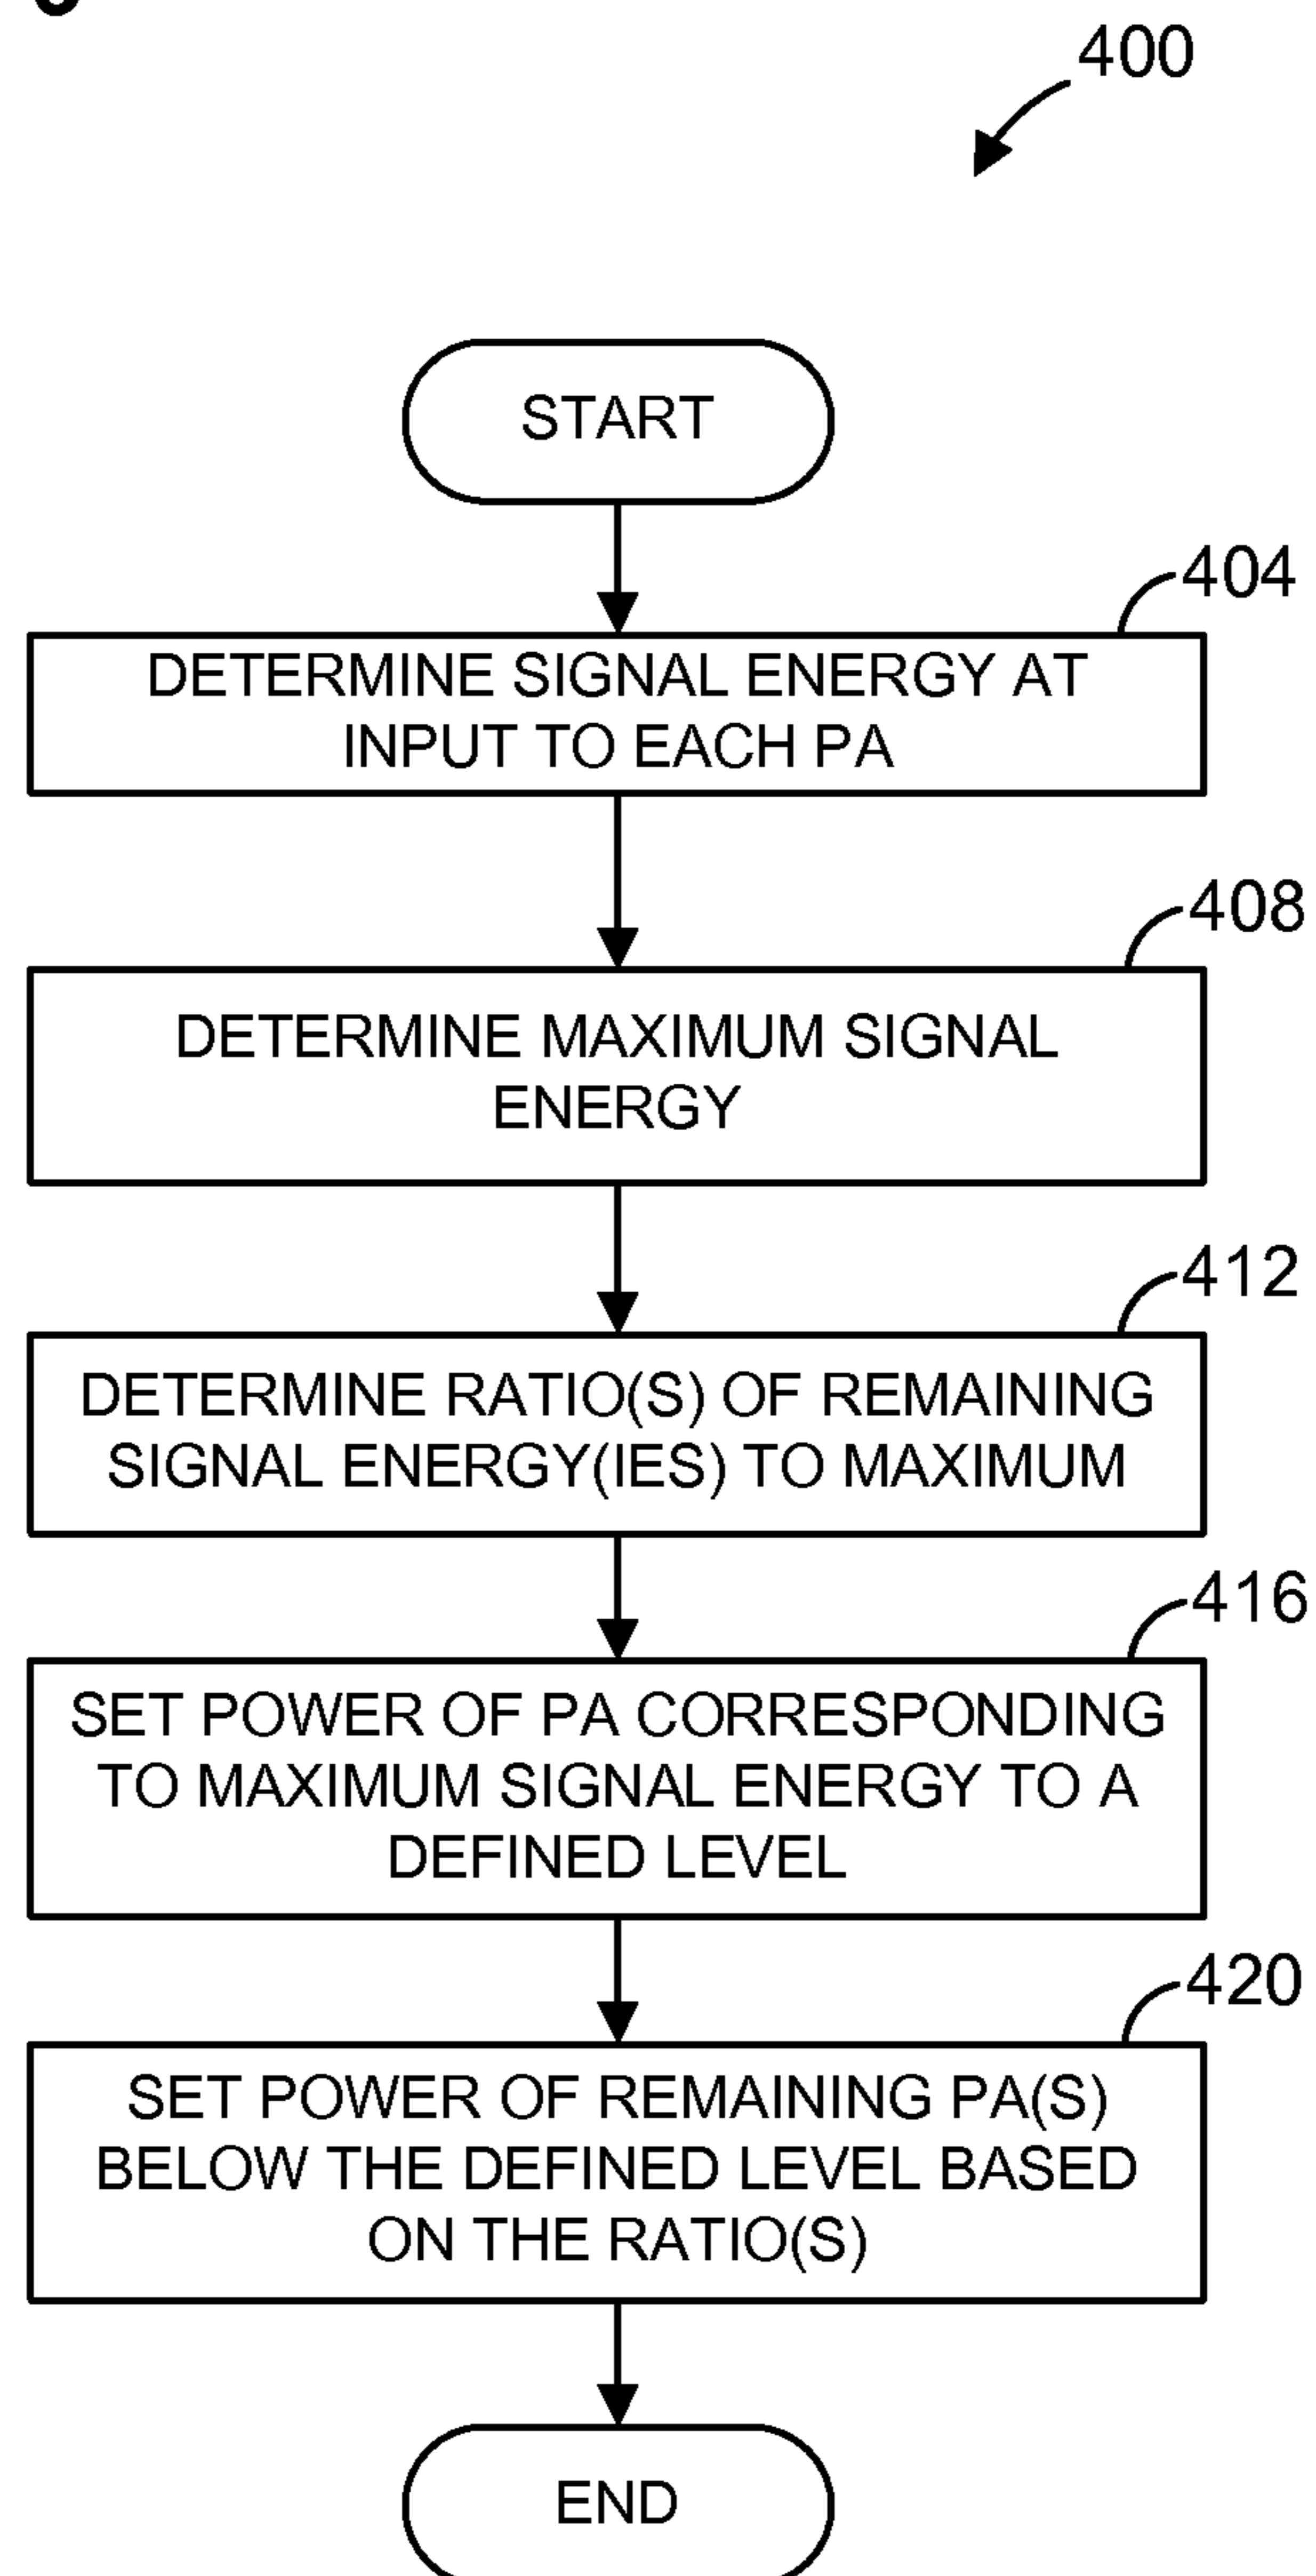 400
START
404
DETERMINE SIGNAL ENERGY AT
INPUT TO EACH PA
408
DETERMINE MAXIMUM SIGNAL
ENERGY
412
DETERMINE RATIO(S) OF REMAINING
SIGNAL ENERGY(IES) TO MAXIMUM
416
SET POWER OF PA CORRESPONDING
TO MAXIMUM SIGNAL ENERGY TO A
DEFINED LEVEL
420
SET POWER OF REMAINING PA(S)
BELOW THE DEFINED LEVEL BASED
ON THE RATIO(S)
END